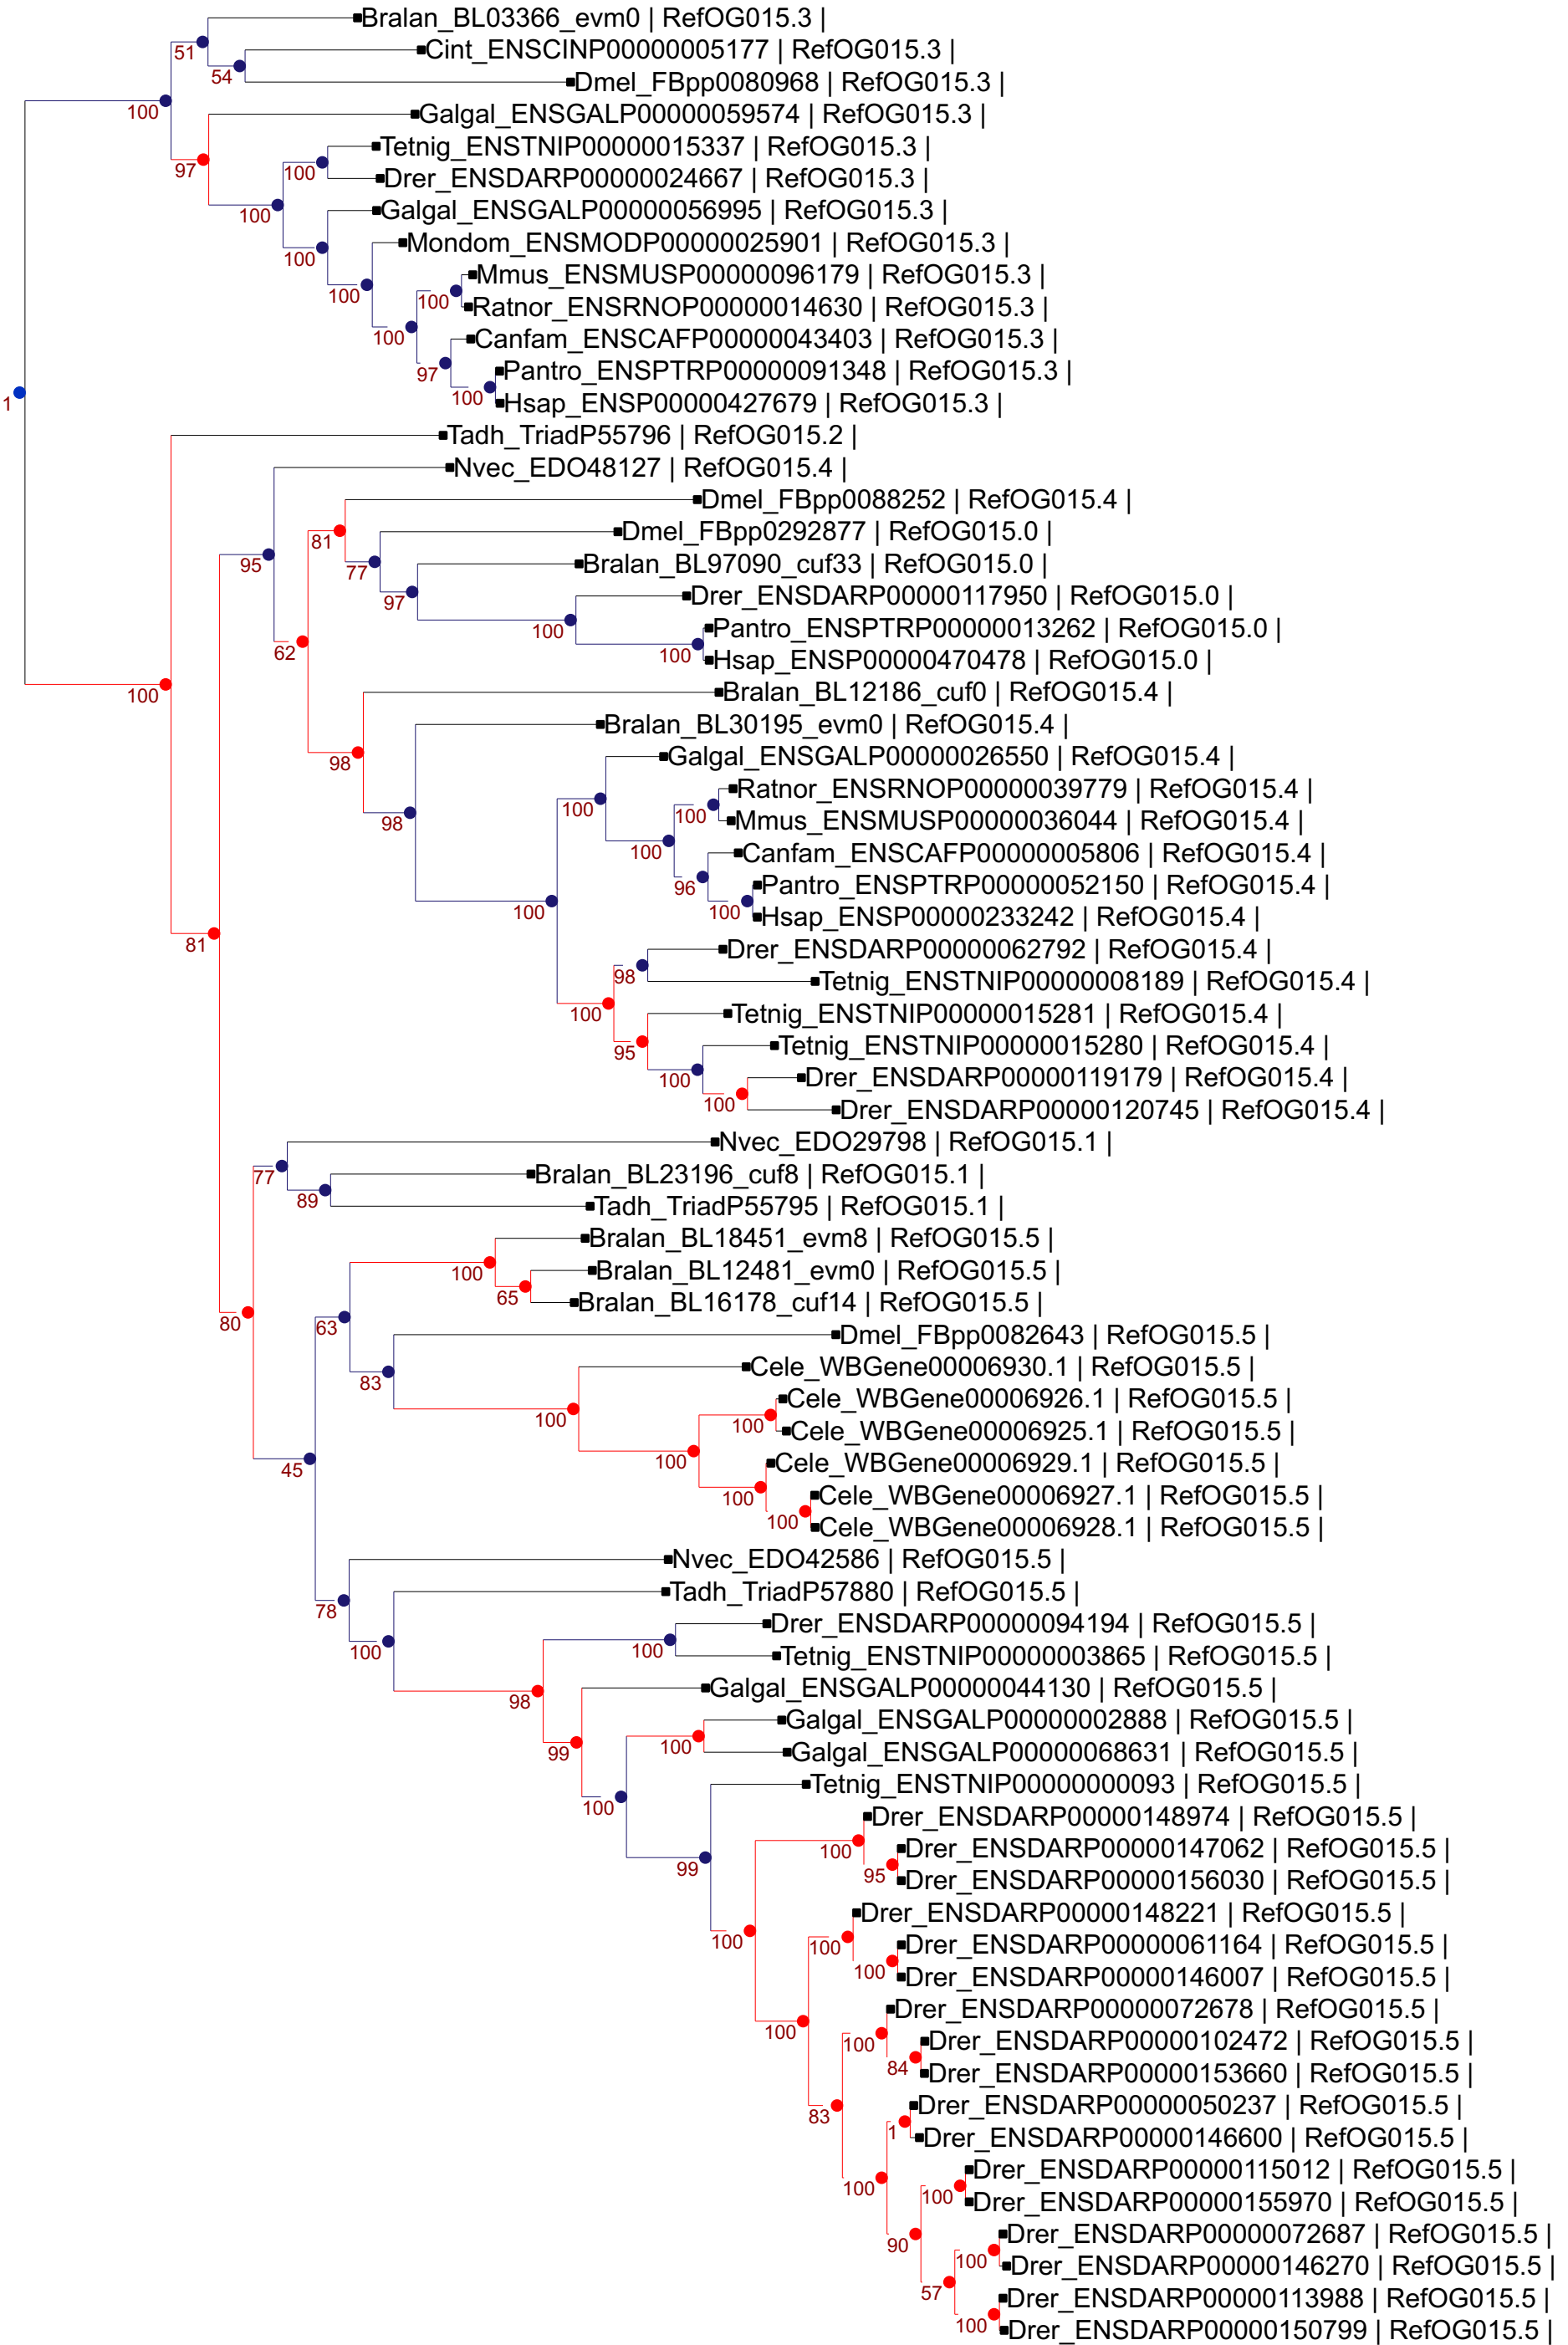 Bralan_BL03366_evm0 | RefOG015.3 |
51
Cint_ENSCINP00000005177 | RefOG015.3 |
54
Dmel_FBpp0080968 | RefOG015.3 |
100
Galgal_ENSGALP00000059574 | RefOG015.3 |
Tetnig_ENSTNIP00000015337 | RefOG015.3 |
97
100
Drer_ENSDARP00000024667 | RefOG015.3 |
100
Galgal_ENSGALP00000056995 | RefOG015.3 |
Mondom_ENSMODP00000025901 | RefOG015.3 |
100
Mmus_ENSMUSP00000096179 | RefOG015.3 |
100
100
Ratnor_ENSRNOP00000014630 | RefOG015.3 |
100
Canfam_ENSCAFP00000043403 | RefOG015.3 |
97
Pantro_ENSPTRP00000091348 | RefOG015.3 |
100
1
Hsap_ENSP00000427679 | RefOG015.3 |
Tadh_TriadP55796 | RefOG015.2 |
Nvec_EDO48127 | RefOG015.4 |
Dmel_FBpp0088252 | RefOG015.4 |
81
Dmel_FBpp0292877 | RefOG015.0 |
95
77
Bralan_BL97090_cuf33 | RefOG015.0 |
97
Drer_ENSDARP00000117950 | RefOG015.0 |
100
Pantro_ENSPTRP00000013262 | RefOG015.0 |
62
100
Hsap_ENSP00000470478 | RefOG015.0 |
100
Bralan_BL12186_cuf0 | RefOG015.4 |
Bralan_BL30195_evm0 | RefOG015.4 |
98
Galgal_ENSGALP00000026550 | RefOG015.4 |
Ratnor_ENSRNOP00000039779 | RefOG015.4 |
100
100
98
Mmus_ENSMUSP00000036044 | RefOG015.4 |
100
Canfam_ENSCAFP00000005806 | RefOG015.4 |
96
Pantro_ENSPTRP00000052150 | RefOG015.4 |
100
100
Hsap_ENSP00000233242 | RefOG015.4 |
81
Drer_ENSDARP00000062792 | RefOG015.4 |
98
Tetnig_ENSTNIP00000008189 | RefOG015.4 |
100
Tetnig_ENSTNIP00000015281 | RefOG015.4 |
95
Tetnig_ENSTNIP00000015280 | RefOG015.4 |
100
Drer_ENSDARP00000119179 | RefOG015.4 |
100
Drer_ENSDARP00000120745 | RefOG015.4 |
Nvec_EDO29798 | RefOG015.1 |
77
Bralan_BL23196_cuf8 | RefOG015.1 |
89
Tadh_TriadP55795 | RefOG015.1 |
Bralan_BL18451_evm8 | RefOG015.5 |
100
Bralan_BL12481_evm0 | RefOG015.5 |
65
Bralan_BL16178_cuf14 | RefOG015.5 |
80
63
Dmel_FBpp0082643 | RefOG015.5 |
83
Cele_WBGene00006930.1 | RefOG015.5 |
Cele_WBGene00006926.1 | RefOG015.5 |
100
100
Cele_WBGene00006925.1 | RefOG015.5 |
100
Cele_WBGene00006929.1 | RefOG015.5 |
45
100
Cele_WBGene00006927.1 | RefOG015.5 |
100
Cele_WBGene00006928.1 | RefOG015.5 |
Nvec_EDO42586 | RefOG015.5 |
Tadh_TriadP57880 | RefOG015.5 |
78
Drer_ENSDARP00000094194 | RefOG015.5 |
100
100
Tetnig_ENSTNIP00000003865 | RefOG015.5 |
Galgal_ENSGALP00000044130 | RefOG015.5 |
98
Galgal_ENSGALP00000002888 | RefOG015.5 |
100
99
Galgal_ENSGALP00000068631 | RefOG015.5 |
Tetnig_ENSTNIP00000000093 | RefOG015.5 |
100
Drer_ENSDARP00000148974 | RefOG015.5 |
100
Drer_ENSDARP00000147062 | RefOG015.5 |
99
95
Drer_ENSDARP00000156030 | RefOG015.5 |
Drer_ENSDARP00000148221 | RefOG015.5 |
100
100
Drer_ENSDARP00000061164 | RefOG015.5 |
100
Drer_ENSDARP00000146007 | RefOG015.5 |
Drer_ENSDARP00000072678 | RefOG015.5 |
100
100
Drer_ENSDARP00000102472 | RefOG015.5 |
84
Drer_ENSDARP00000153660 | RefOG015.5 |
Drer_ENSDARP00000050237 | RefOG015.5 |
83
1
Drer_ENSDARP00000146600 | RefOG015.5 |
Drer_ENSDARP00000115012 | RefOG015.5 |
100
100
Drer_ENSDARP00000155970 | RefOG015.5 |
Drer_ENSDARP00000072687 | RefOG015.5 |
90
100
Drer_ENSDARP00000146270 | RefOG015.5 |
57
Drer_ENSDARP00000113988 | RefOG015.5 |
100
Drer_ENSDARP00000150799 | RefOG015.5 |